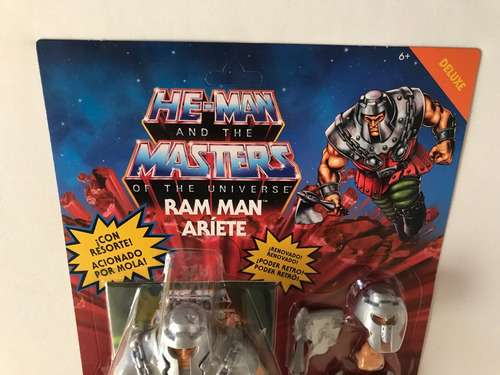 6+
DELUXE
HE-MAN
AND THE
MASTERS
OF THE UNIVERSE
RAM MAN™
ARÍETE
¡CON
RESORTE!
ACIONADO
POR MOLA!
¡RENOVADO!
RENOVADO!
¡PODER RETRO!
PODER RETRÔ!